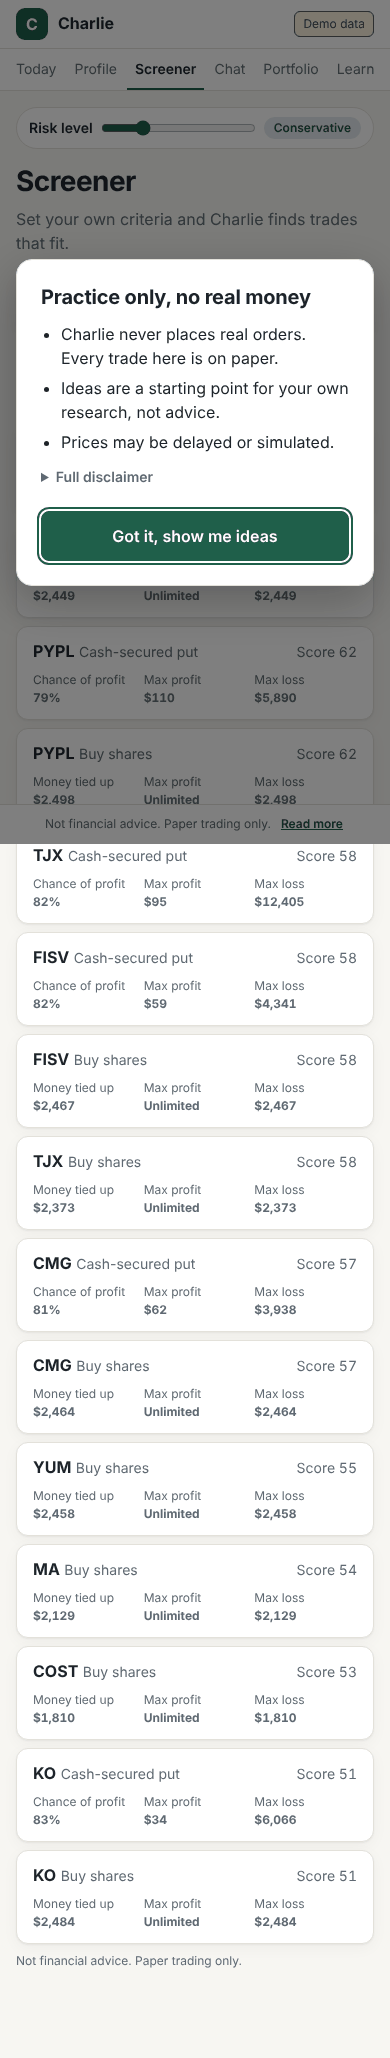 C Charlie Demo data
Today Profile Screener Chat Portfolio Learn
Risk level Conservative
Screener
Set your own criteria and Charlie finds trades
that fit.
Practice only, no real money
• Charlie never places real orders.
Every trade here is on paper.
• Ideas are a starting point for your own
research, not advice.
• Prices may be delayed or simulated.
▶ Full disclaimer
Got it, show me ideas
$2,449 Unlimited $2,449
PYPL Cash-secured put Score 62
Chance of profit Max profit Max loss
79% $110 $5,890
PYPL Buy shares Score 62
Money tied up Max profit Max loss
$2,498 Unlimited $2,498
Not financial advice. Paper trading only. Read more
TJX Cash-secured put Score 58
Chance of profit Max profit Max loss
82% $95 $12,405
FISV Cash-secured put Score 58
Chance of profit Max profit Max loss
82% $59 $4,341
FISV Buy shares Score 58
Money tied up Max profit Max loss
$2,467 Unlimited $2,467
TJX Buy shares Score 58
Money tied up Max profit Max loss
$2,373 Unlimited $2,373
CMG Cash-secured put Score 57
Chance of profit Max profit Max loss
81% $62 $3,938
CMG Buy shares Score 57
Money tied up Max profit Max loss
$2,464 Unlimited $2,464
YUM Buy shares Score 55
Money tied up Max profit Max loss
$2,458 Unlimited $2,458
MA Buy shares Score 54
Money tied up Max profit Max loss
$2,129 Unlimited $2,129
COST Buy shares Score 53
Money tied up Max profit Max loss
$1,810 Unlimited $1,810
KO Cash-secured put Score 51
Chance of profit Max profit Max loss
83% $34 $6,066
KO Buy shares Score 51
Money tied up Max profit Max loss
$2,484 Unlimited $2,484
Not financial advice. Paper trading only.